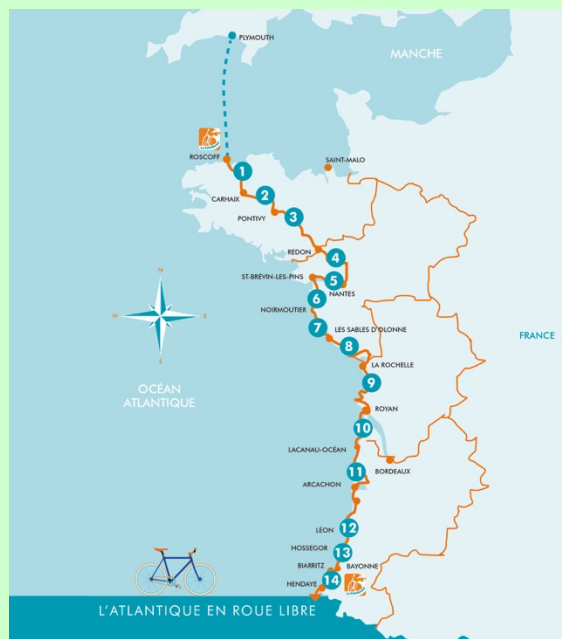 PLYMOUTH
MANCHE
ROSCOFF
SAINT-MALO
1
CARHAIX
2
PONTIVY
3
REDON
4
ST-BRÉVIN-LES-PINS
5
NANTES
6
NOIRMOUTIER
7
LES SABLES D'OLONNE
8
FRANCE
LA ROCHELLE
9
OCÉAN
ATLANTIQUE
ROYAN
10
LACANAU-OCÉAN
BORDEAUX
11
ARCACHON
LÉON
12
HOSSEGOR
13
BIARRITZ
BAYONNE
HENDAYE
14
L'ATLANTIQUE EN ROUE LIBRE